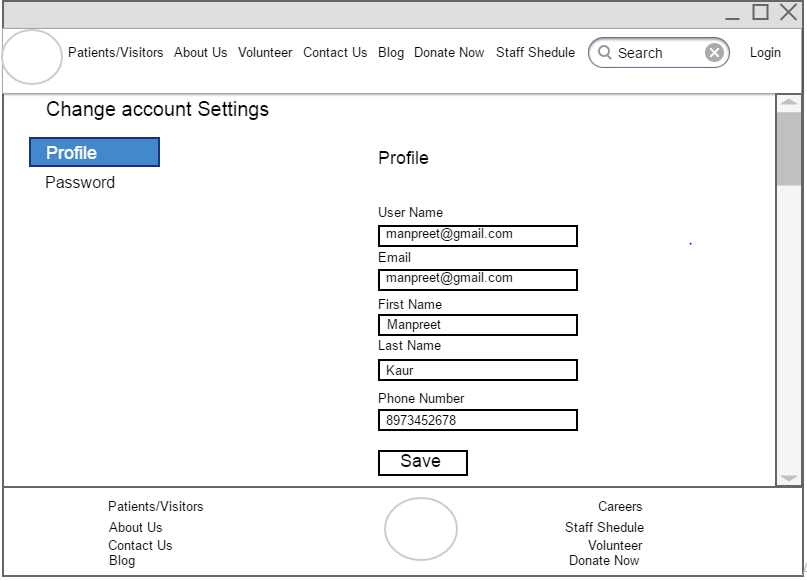 Patients/Visitors About Us Volunteer Contact Us Blog Donate Now Staff Shedule Search Login
Change account Settings
Profile
Password
Profile
User Name
manpreet@gmail.com
Email
manpreet@gmail.com
First Name
Manpreet
Last Name
Kaur
Phone Number
8973452678
Save
Patients/Visitors
About Us
Contact Us
Blog
Careers
Staff Shedule
Volunteer
Donate Now